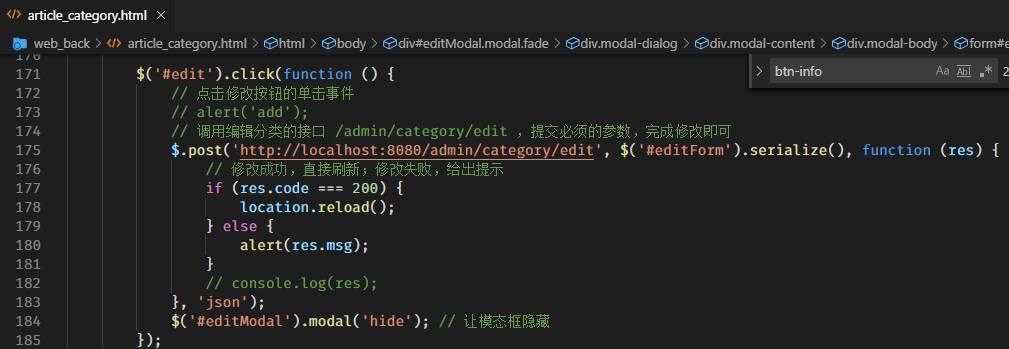 article_category.html
web_back > article_category.html > html > body > div#editModal.modal.fade > div.modal-dialog > div.modal-content > div.modal-body > form#e
btn-info Aa Ab| .* 2
171 $('#edit').click(function () {
172 // 点击修改按钮的单击事件
173 // alert('add');
174 // 调用编辑分类的接口 /admin/category/edit ，提交必须的参数，完成修改即可
175 $.post('http://localhost:8080/admin/category/edit', $('#editForm').serialize(), function (res) {
176 // 修改成功，直接刷新；修改失败，给出提示
177 if (res.code === 200) {
178 location.reload();
179 } else {
180 alert(res.msg);
181 }
182 // console.log(res);
183 }, 'json');
184 $('#editModal').modal('hide'); // 让模态框隐藏
185 });